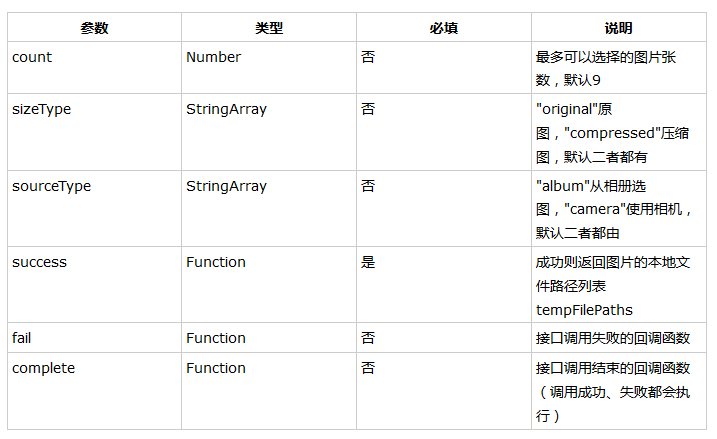 参数 类型 必填 说明
count Number 否 最多可以选择的图片张
数，默认9
sizeType StringArray 否 "original"原
图，"compressed"压缩
图，默认二者都有
sourceType StringArray 否 "album"从相册选
图，"camera"使用相机，
默认二者都由
success Function 是 成功则返回图片的本地文
件路径列表
tempFilePaths
fail Function 否 接口调用失败的回调函数
complete Function 否 接口调用结束的回调函数
（调用成功、失败都会执
行）